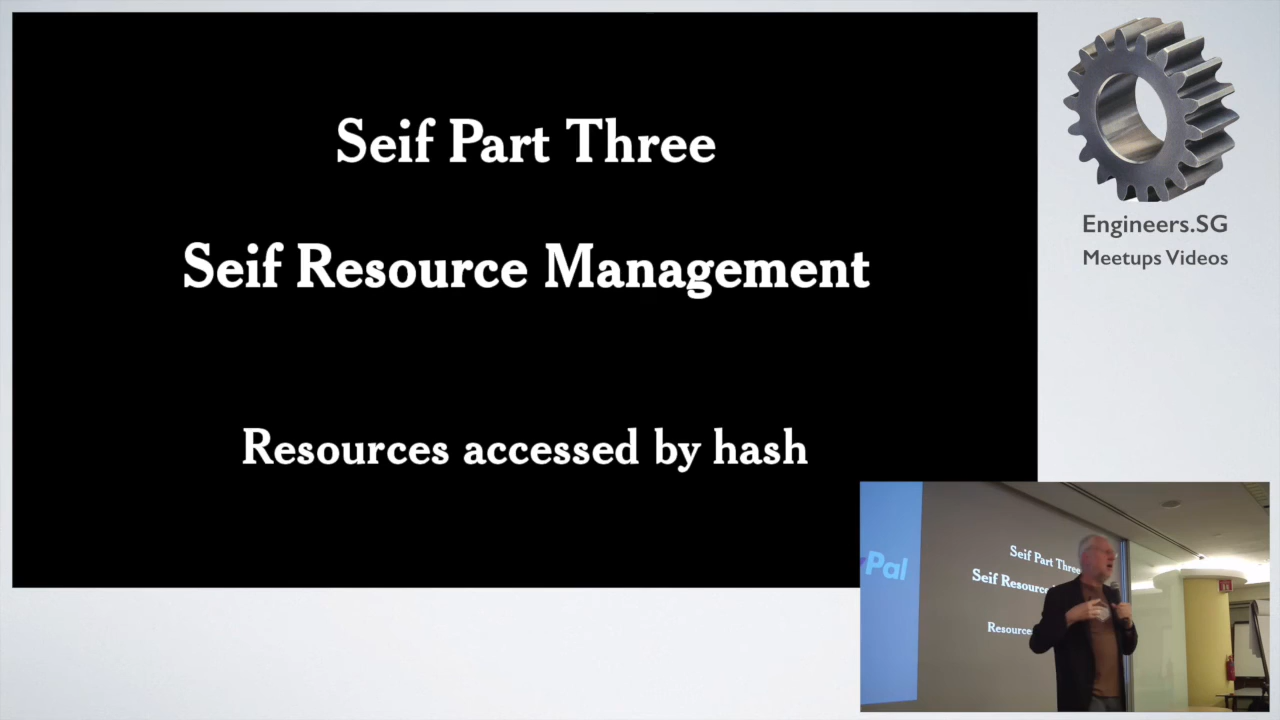 Seif Part Three
Seif Resource Management
Resources accessed by hash
Engineers.SG
Meetups Videos
Pal
Seif Part Three
Seif Resource
Resource